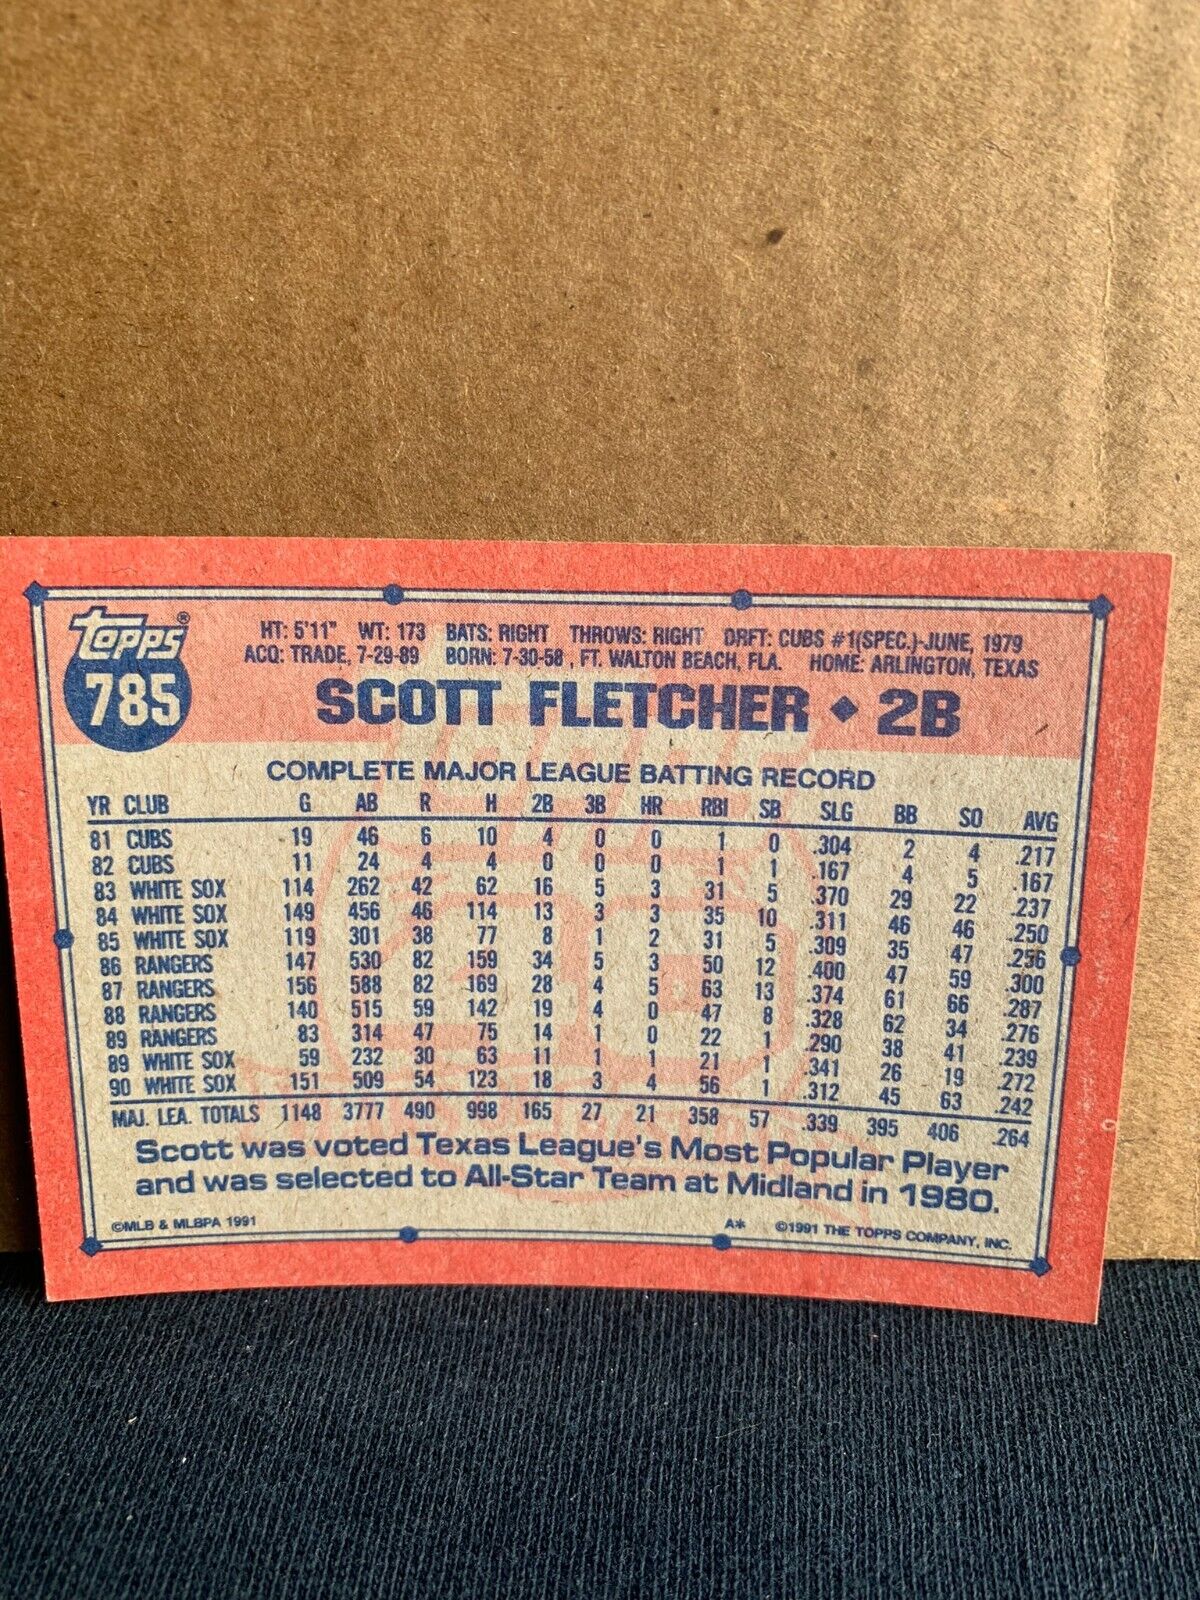 topps®
785
HT: 5'11" WT: 173 BATS: RIGHT THROWS: RIGHT DRFT: CUBS #1(SPEC.)-JUNE, 1979
ACQ: TRADE, 7-29-89 BORN: 7-30-58 , FT. WALTON BEACH, FLA. HOME: ARLINGTON, TEXAS
SCOTT FLETCHER ◆ 2B
COMPLETE MAJOR LEAGUE BATTING RECORD
YR CLUB G AB R H 2B 3B HR RBI SB SLG BB SO AVG
81 CUBS 19 46 6 10 4 0 0 1 0 .304 2 4 .217
82 CUBS 11 24 4 4 0 0 0 1 1 .167 4 5 .167
83 WHITE SOX 114 262 42 62 16 5 3 31 5 .370 29 22 .237
84 WHITE SOX 149 456 46 114 13 3 3 35 10 .311 46 46 .250
85 WHITE SOX 119 301 38 77 8 1 2 31 5 .309 35 47 .256
86 RANGERS 147 530 82 159 34 5 3 50 12 .400 47 59 .300
87 RANGERS 156 588 82 169 28 4 5 63 13 .374 61 66 .287
88 RANGERS 140 515 59 142 19 4 0 47 8 .328 62 34 .276
89 RANGERS 83 314 47 75 14 1 0 22 1 .290 38 41 .239
89 WHITE SOX 59 232 30 63 11 1 1 21 1 .341 26 19 .272
90 WHITE SOX 151 509 54 123 18 3 4 56 1 .312 45 63 .242
MAJ. LEA. TOTALS 1148 3777 490 998 165 27 21 358 57 .339 395 406 .264
Scott was voted Texas League's Most Popular Player
and was selected to All-Star Team at Midland in 1980.
©MLB & MLBPA 1991 A* ©1991 THE TOPPS COMPANY, INC.